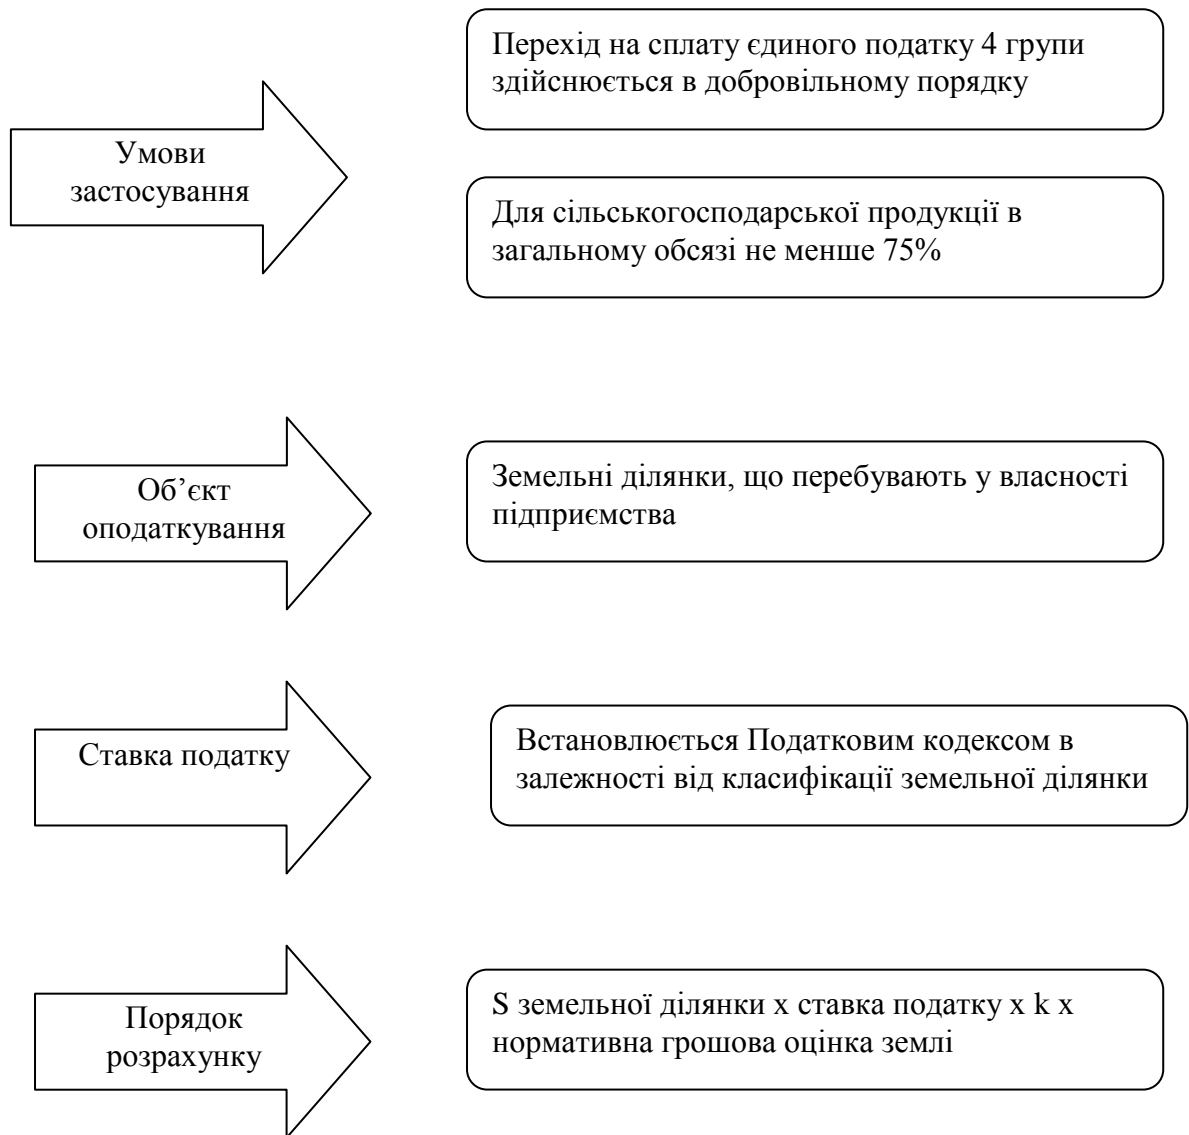 Умови
застосування
Перехід на сплату єдиного податку 4 групи
здійснюється в добровільному порядку
Для сільськогосподарської продукції в
загальному обсязі не менше 75%
Об’єкт
оподаткування
Земельні ділянки, що перебувають у власності
підприємства
Ставка податку
Встановлюється Податковим кодексом в
залежності від класифікації земельної ділянки
Порядок
розрахунку
S земельної ділянки х ставка податку х k х
нормативна грошова оцінка землі